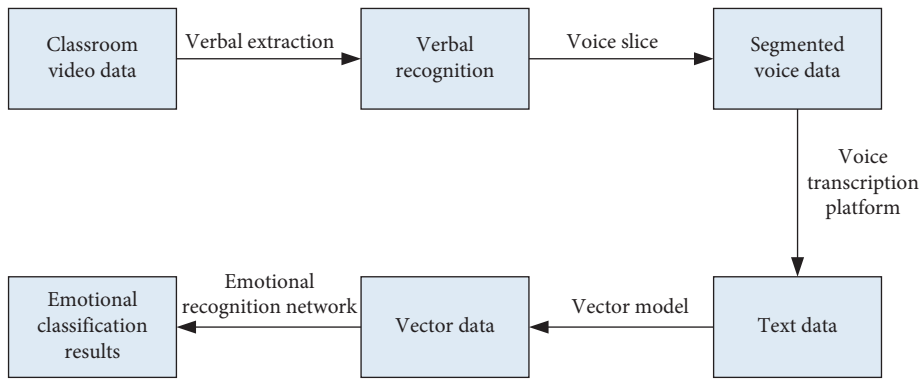 Classroom
video data
Verbal extraction
Verbal
recognition
Voice slice
Segmented
voice data
Voice
transcription
platform
Text data
Vector model
Vector data
Emotional
recognition network
Emotional
classification
results